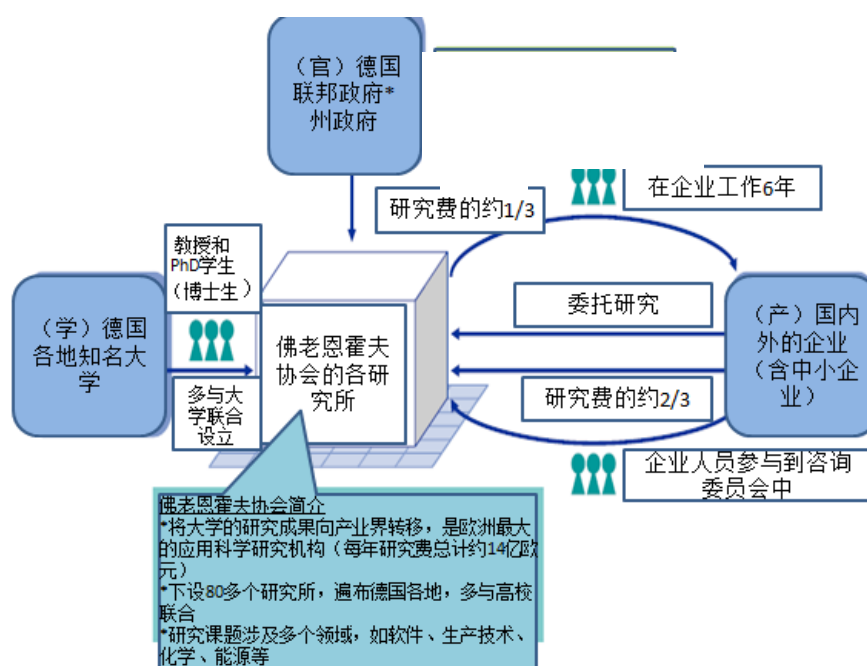 （官）德国
联邦政府*
州政府
研究费的约1/3
在企业工作6年
教授和
PhD学生
（博士生）
（学）德国
各地知名大
学
多与大
学联合
设立
佛老恩霍夫
协会的各研
究所
委托研究
研究费的约2/3
（产）国内
外的企业
（含中小企
业）
企业人员参与到咨询
委员会中
佛老恩霍夫协会简介
*将大学的研究成果向产业界转移，是欧洲最大
的应用科学研究机构（每年研究费总计约14亿欧
元）
*下设80多个研究所，遍布德国各地，多与高校
联合
*研究课题涉及多个领域，如软件、生产技术、
化学、能源等